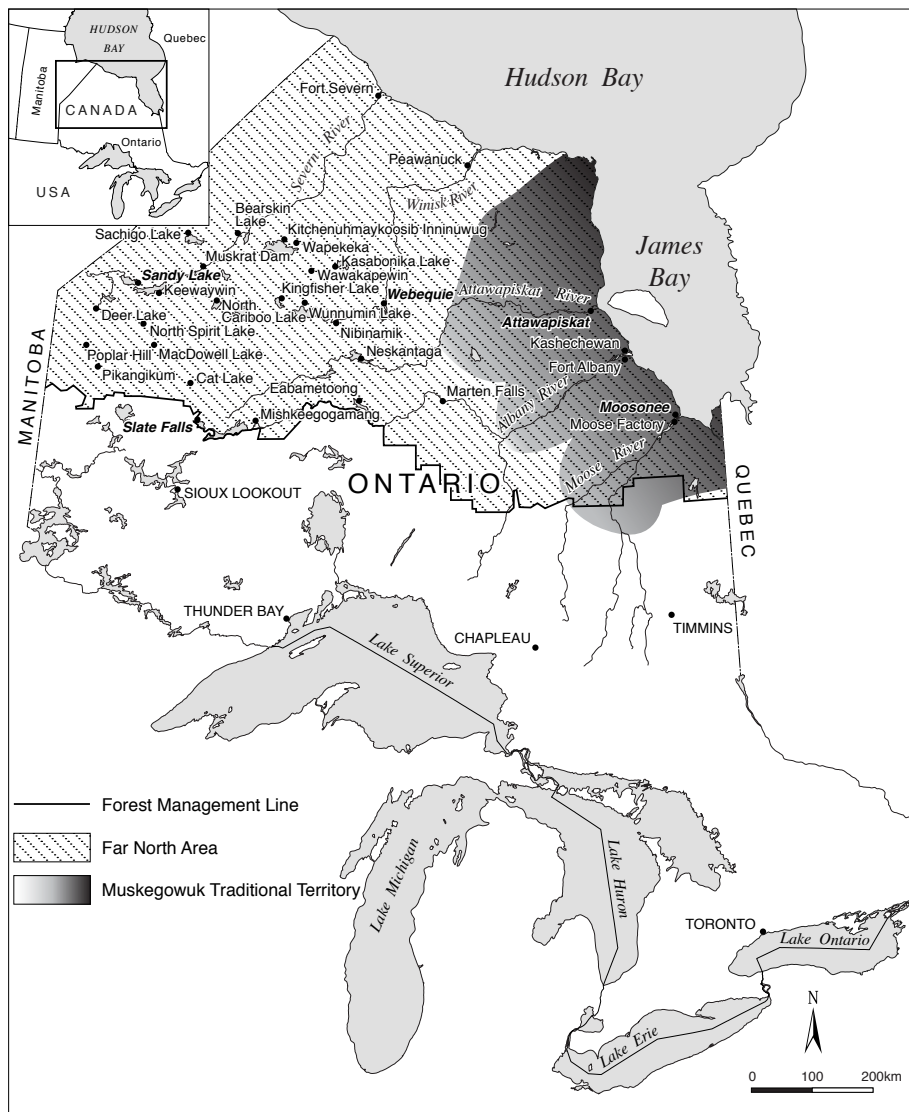 HUDSON
BAY
Quebec
Manitoba
CANADA
Ontario
USA
Hudson Bay
Fort Severn
Severn River
Peawanuck
Winisk River
Bearskin
Lake
Kitchenuhmaykoosib Inninuwug
Sachigo Lake
Wapekeka
James
Bay
Muskrat Dam
Kasabonika Lake
Wawakapewin
Sandy Lake
Keewaywin
Kingfisher Lake
Webequie
Attawapiskat River
North
Cariboo Lake
Wunnumin Lake
Deer Lake
Attawapiskat
North Spirit Lake
Nibinamik
Kashechewan
Poplar Hill
MacDowell Lake
Neskantaga
Fort Albany
Pikangikum
Cat Lake
Eabametoong
Marten Falls
Albany River
MANITOBA
Mishkeegogamang
Moosonee
Slate Falls
Moose Factory
Moose River
ONTARIO
SIOUX LOOKOUT
QUEBEC
THUNDER BAY
TIMMINS
CHAPLEAU
Lake Superior
Forest Management Line
Far North Area
Muskegowuk Traditional Territory
Lake Michigan
Lake Huron
TORONTO
Lake Ontario
Lake Erie
N
0 100 200km